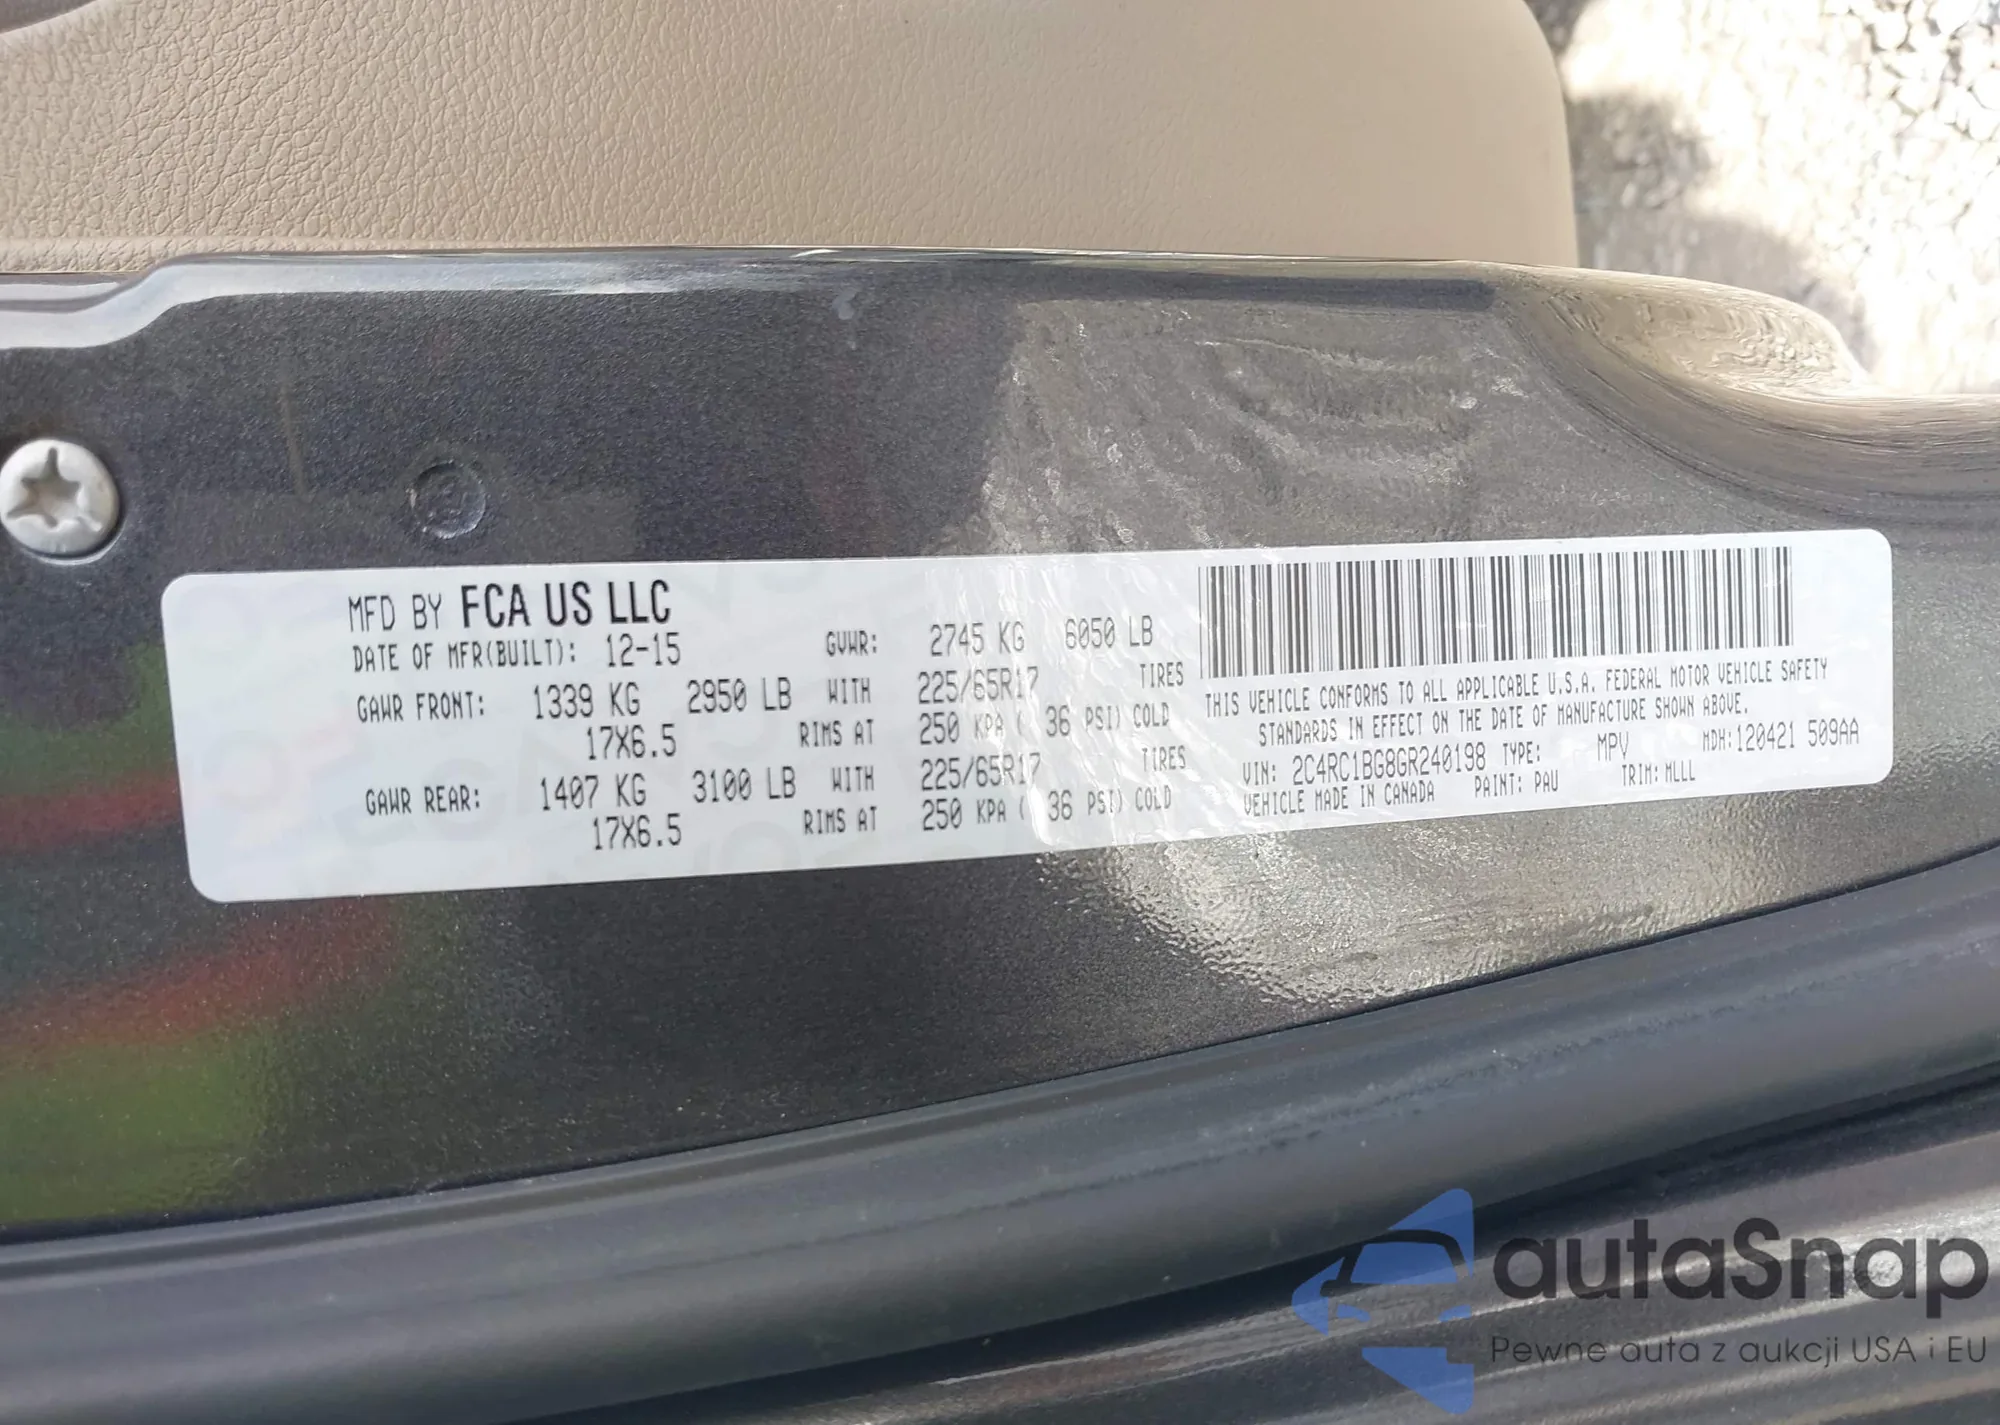 MFD BY FCA US LLC
DATE OF MFR(BUILT): 12-15 GVWR: 2745 KG 6050 LB
GAWR FRONT: 1339 KG 2950 LB WITH 225/65R17 TIRES
17X6.5 RIMS AT 250 KPA ( 36 PSI) COLD
GAWR REAR: 1407 KG 3100 LB WITH 225/65R17 TIRES
17X6.5 RIMS AT 250 KPA ( 36 PSI) COLD
THIS VEHICLE CONFORMS TO ALL APPLICABLE U.S.A. FEDERAL MOTOR VEHICLE SAFETY
STANDARDS IN EFFECT ON THE DATE OF MANUFACTURE SHOWN ABOVE.
VIN: 2C4RC1BG8GR240198 TYPE: MPV MDH:120421 509AA
VEHICLE MADE IN CANADA PAINT: PAU TRIM: MLLL
autaSnap
Pewne auta z aukcji USA i EU